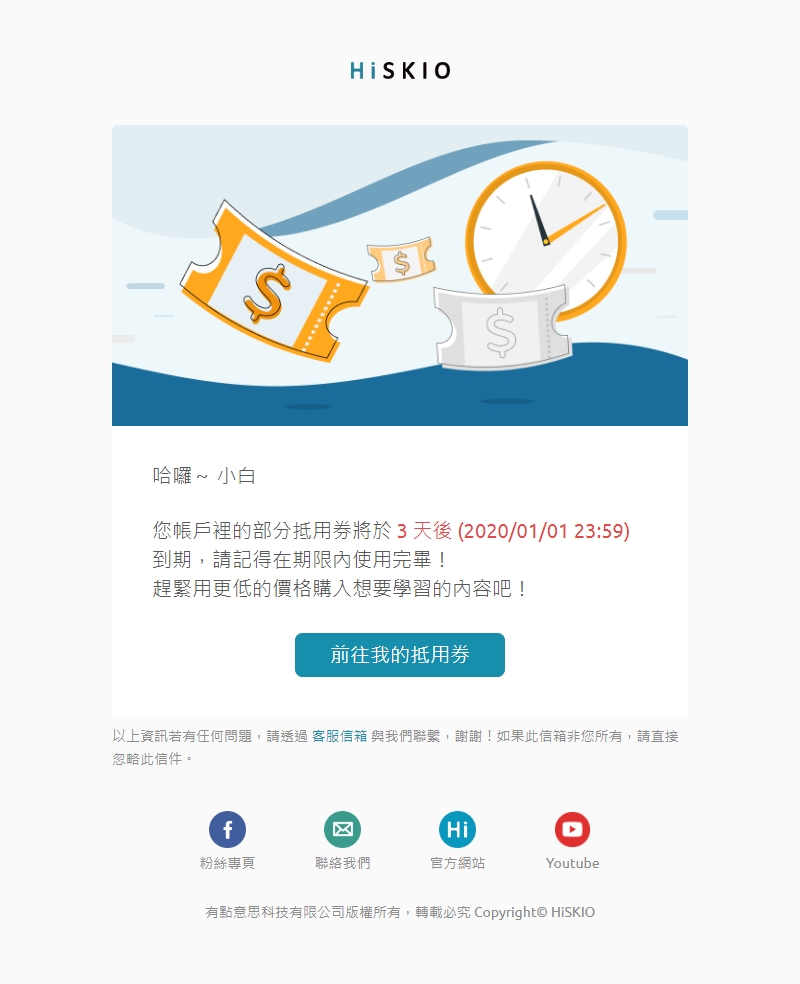 HiSKIO
哈囉~ 小白
您帳戶裡的部分抵用券將於 3 天後 (2020/01/01 23:59)
到期，請記得在期限內使用完畢！
趕緊用更低的價格購入想要學習的內容吧！
前往我的抵用券
以上資訊若有任何問題，請透過 客服信箱 與我們聯繫，謝謝！如果此信箱非您所有，請直接
忽略此信件。
Hi
粉絲專頁 聯絡我們 官方網站 Youtube
有點意思科技有限公司版權所有，轉載必究 Copyright© HiSKIO